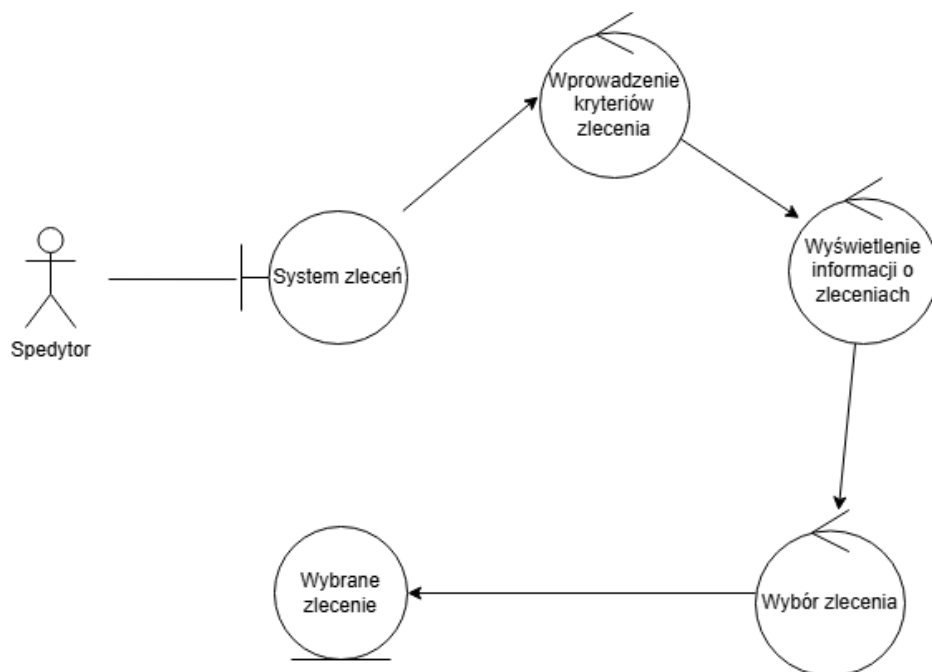 Wprowadzenie
kryteriów
zlecenia
Wyświetlenie
informacji o
zleceniach
System zleceń
Spedytor
Wybrane
zlecenie
Wybór zlecenia